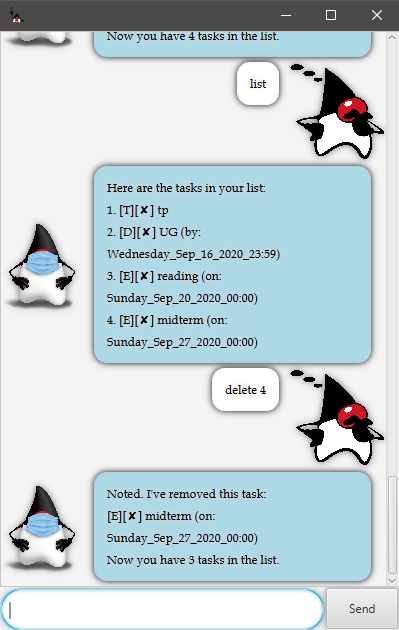 Now you have 4 tasks in the list.
list
Here are the tasks in your list:
1. [T][✘] tp
2. [D][✘] UG (by:
Wednesday_Sep_16_2020_23:59)
3. [E][✘] reading (on:
Sunday_Sep_20_2020_00:00)
4. [E][✘] midterm (on:
Sunday_Sep_27_2020_00:00)
delete 4
Noted. I've removed this task:
[E][✘] midterm (on:
Sunday_Sep_27_2020_00:00)
Now you have 3 tasks in the list.
Send